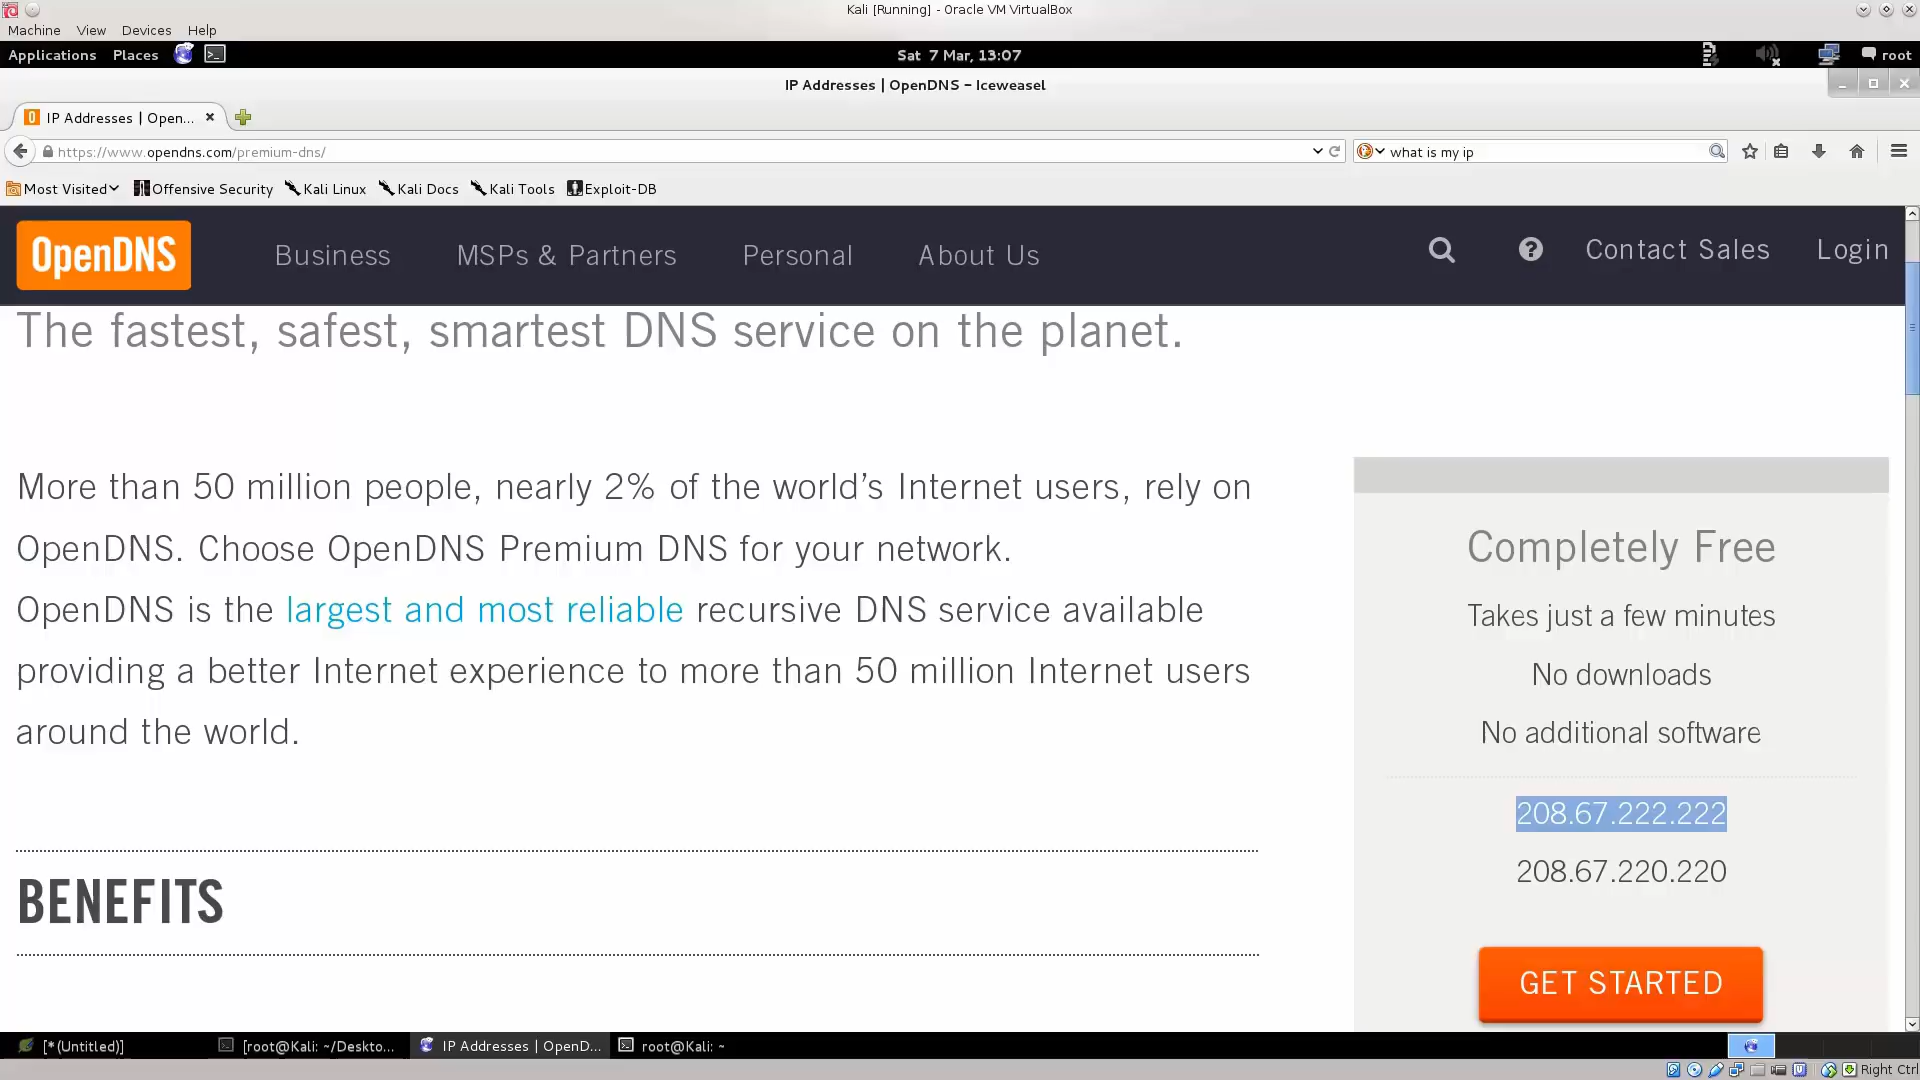 Kali [Running] - Oracle VM VirtualBox
Machine View Devices Help
Applications Places Sat 7 Mar, 13:07 root
IP Addresses | OpenDNS - Iceweasel
IP Addresses | Open...
https://www.opendns.com/premium-dns/ what is my ip
Most Visited Offensive Security Kali Linux Kali Docs Kali Tools Exploit-DB
OpenDNS Business MSPs & Partners Personal About Us Contact Sales Login
The fastest, safest, smartest DNS service on the planet.
More than 50 million people, nearly 2% of the world's Internet users, rely on
OpenDNS. Choose OpenDNS Premium DNS for your network.
OpenDNS is the largest and most reliable recursive DNS service available
providing a better Internet experience to more than 50 million Internet users
around the world.
BENEFITS
Completely Free
Takes just a few minutes
No downloads
No additional software
208.67.222.222
208.67.220.220
GET STARTED
[*(Untitled)] [root@Kali: ~/Deskto... IP Addresses | OpenD... root@Kali: ~
Right Ctrl